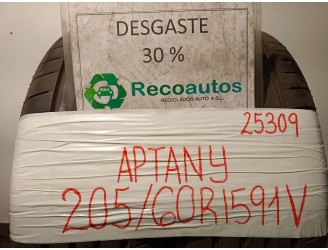 DESGASTE
30 %
Recoautos
RECICLADOS AUTO 4 S.L.
25309
APTANY
205/60R1591V